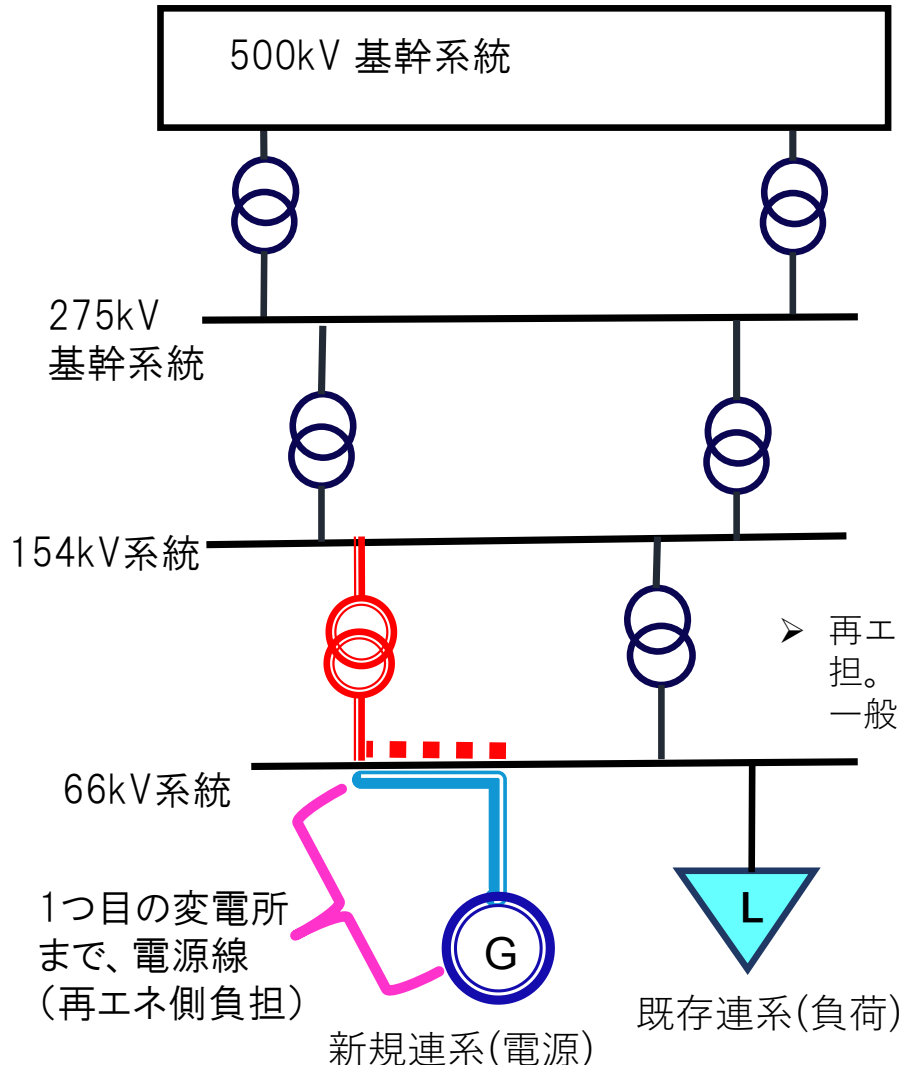 500kV 基幹系統
275kV
基幹系統
154kV系統
➢ 再エ
担。
一般
66kV系統
1つ目の変電所
まで、電源線
(再エネ側負担)
G
L
新規連系(電源)
既存連系(負荷)